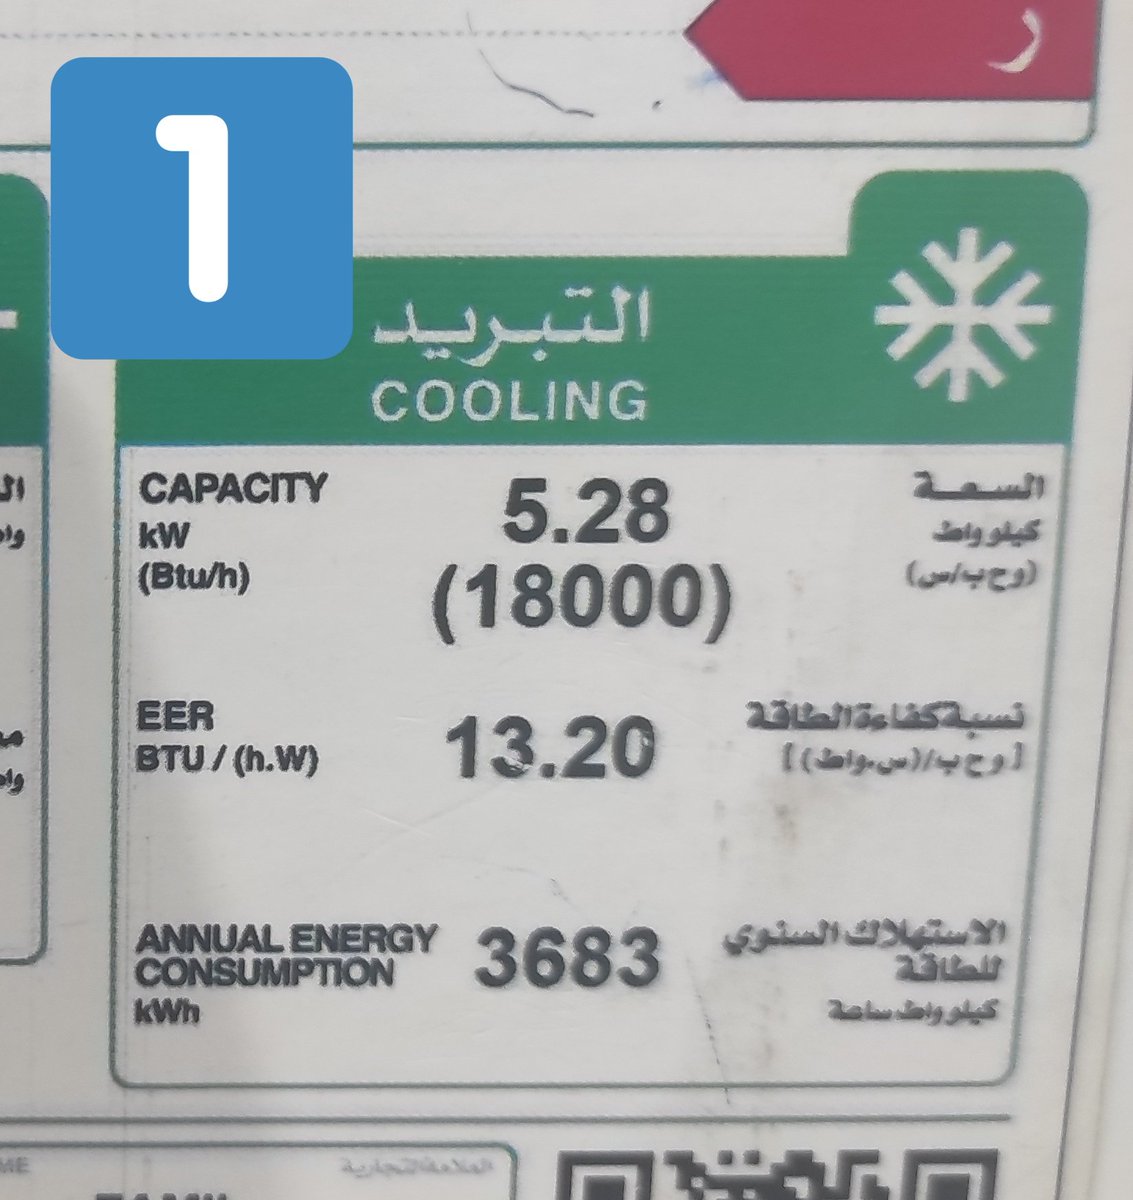 ر
1
التبريد
COOLING
CAPACITY 5.28 السعة
kW كيلو واط
(Btu/h) (18000) (وح ب/س)
EER 13.20 نسبة كفاءة الطاقة
BTU / (h.W) [وح ب/(س.واط)]
ANNUAL ENERGY 3683 الاستهلاك السنوي
CONSUMPTION للطاقة
kWh كيلو واط ساعة
العلامة التجارية